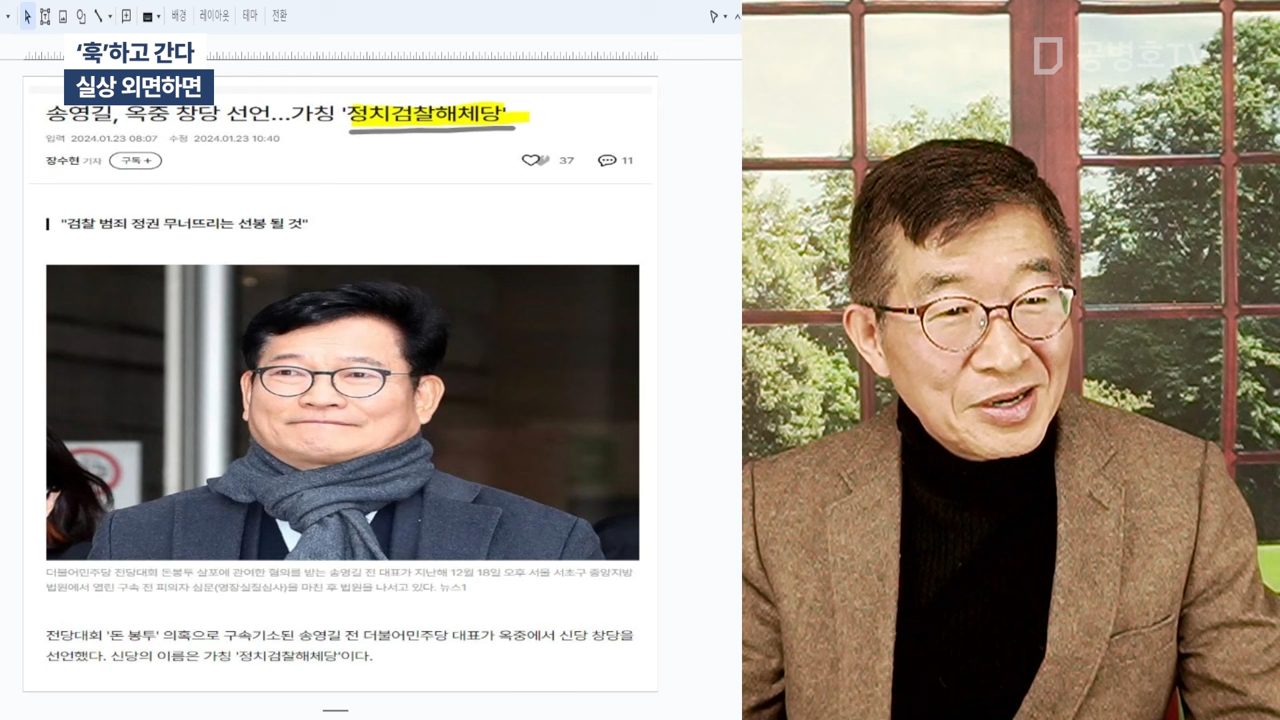 배경 레이아웃 테마 전환
'훅'하고 간다
실상 외면하면
공병호TV
송영길, 옥중 창당 선언...가칭 '정치검찰해체당'
입력 2024.01.23 08:07 수정 2024.01.23 10:40
장수현 기자 구독 + 37 11
"검찰 범죄 정권 무너뜨리는 선봉 될 것"
더불어민주당 전당대회 돈봉투 살포에 관여한 혐의를 받는 송영길 전 대표가 지난해 12월 18일 오후 서울 서초구 중앙지방
법원에서 열린 구속 전 피의자 심문(영장실질심사)을 마친 후 법원을 나서고 있다. 뉴스1
전당대회 '돈 봉투' 의혹으로 구속기소된 송영길 전 더불어민주당 대표가 옥중에서 신당 창당을
선언했다. 신당의 이름은 가칭 '정치검찰해체당'이다.